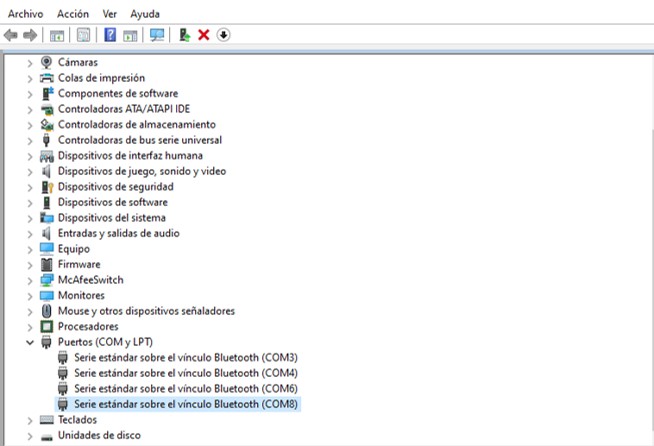 Archivo Acción Ver Ayuda
Cámaras
Colas de impresión
Componentes de software
Controladoras ATA/ATAPI IDE
Controladoras de almacenamiento
Controladoras de bus serie universal
Dispositivos de interfaz humana
Dispositivos de juego, sonido y video
Dispositivos de seguridad
Dispositivos de software
Dispositivos del sistema
Entradas y salidas de audio
Equipo
Firmware
McAfeeSwitch
Monitores
Mouse y otros dispositivos señaladores
Procesadores
Puertos (COM y LPT)
Serie estándar sobre el vínculo Bluetooth (COM3)
Serie estándar sobre el vínculo Bluetooth (COM4)
Serie estándar sobre el vínculo Bluetooth (COM6)
Serie estándar sobre el vínculo Bluetooth (COM8)
Teclados
Unidades de disco